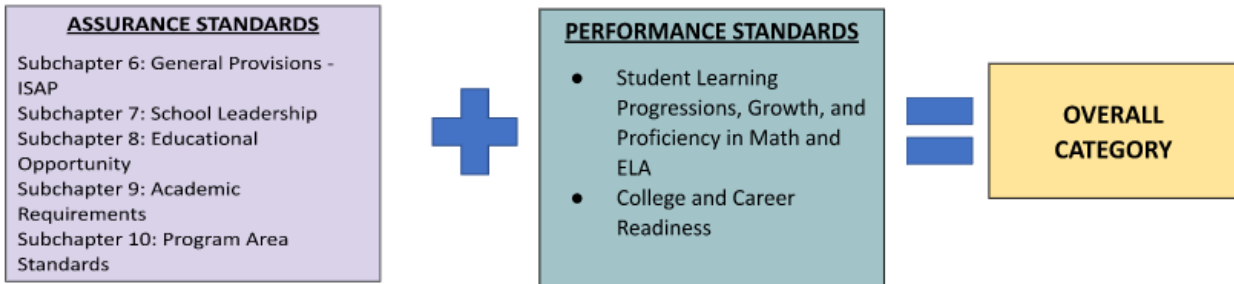 ASSURANCE STANDARDS
Subchapter 6: General Provisions -
ISAP
Subchapter 7: School Leadership
Subchapter 8: Educational
Opportunity
Subchapter 9: Academic
Requirements
Subchapter 10: Program Area
Standards
PERFORMANCE STANDARDS
● Student Learning
Progressions, Growth, and
Proficiency in Math and
ELA
● College and Career
Readiness
OVERALL
CATEGORY